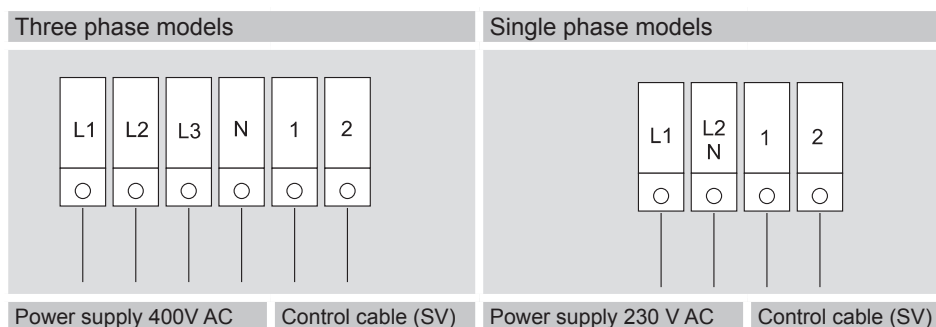 Three phase models
L1 L2 L3 N 1 2
Power supply 400V AC Control cable (SV)
Single phase models
L1 L2 N 1 2
Power supply 230 V AC Control cable (SV)